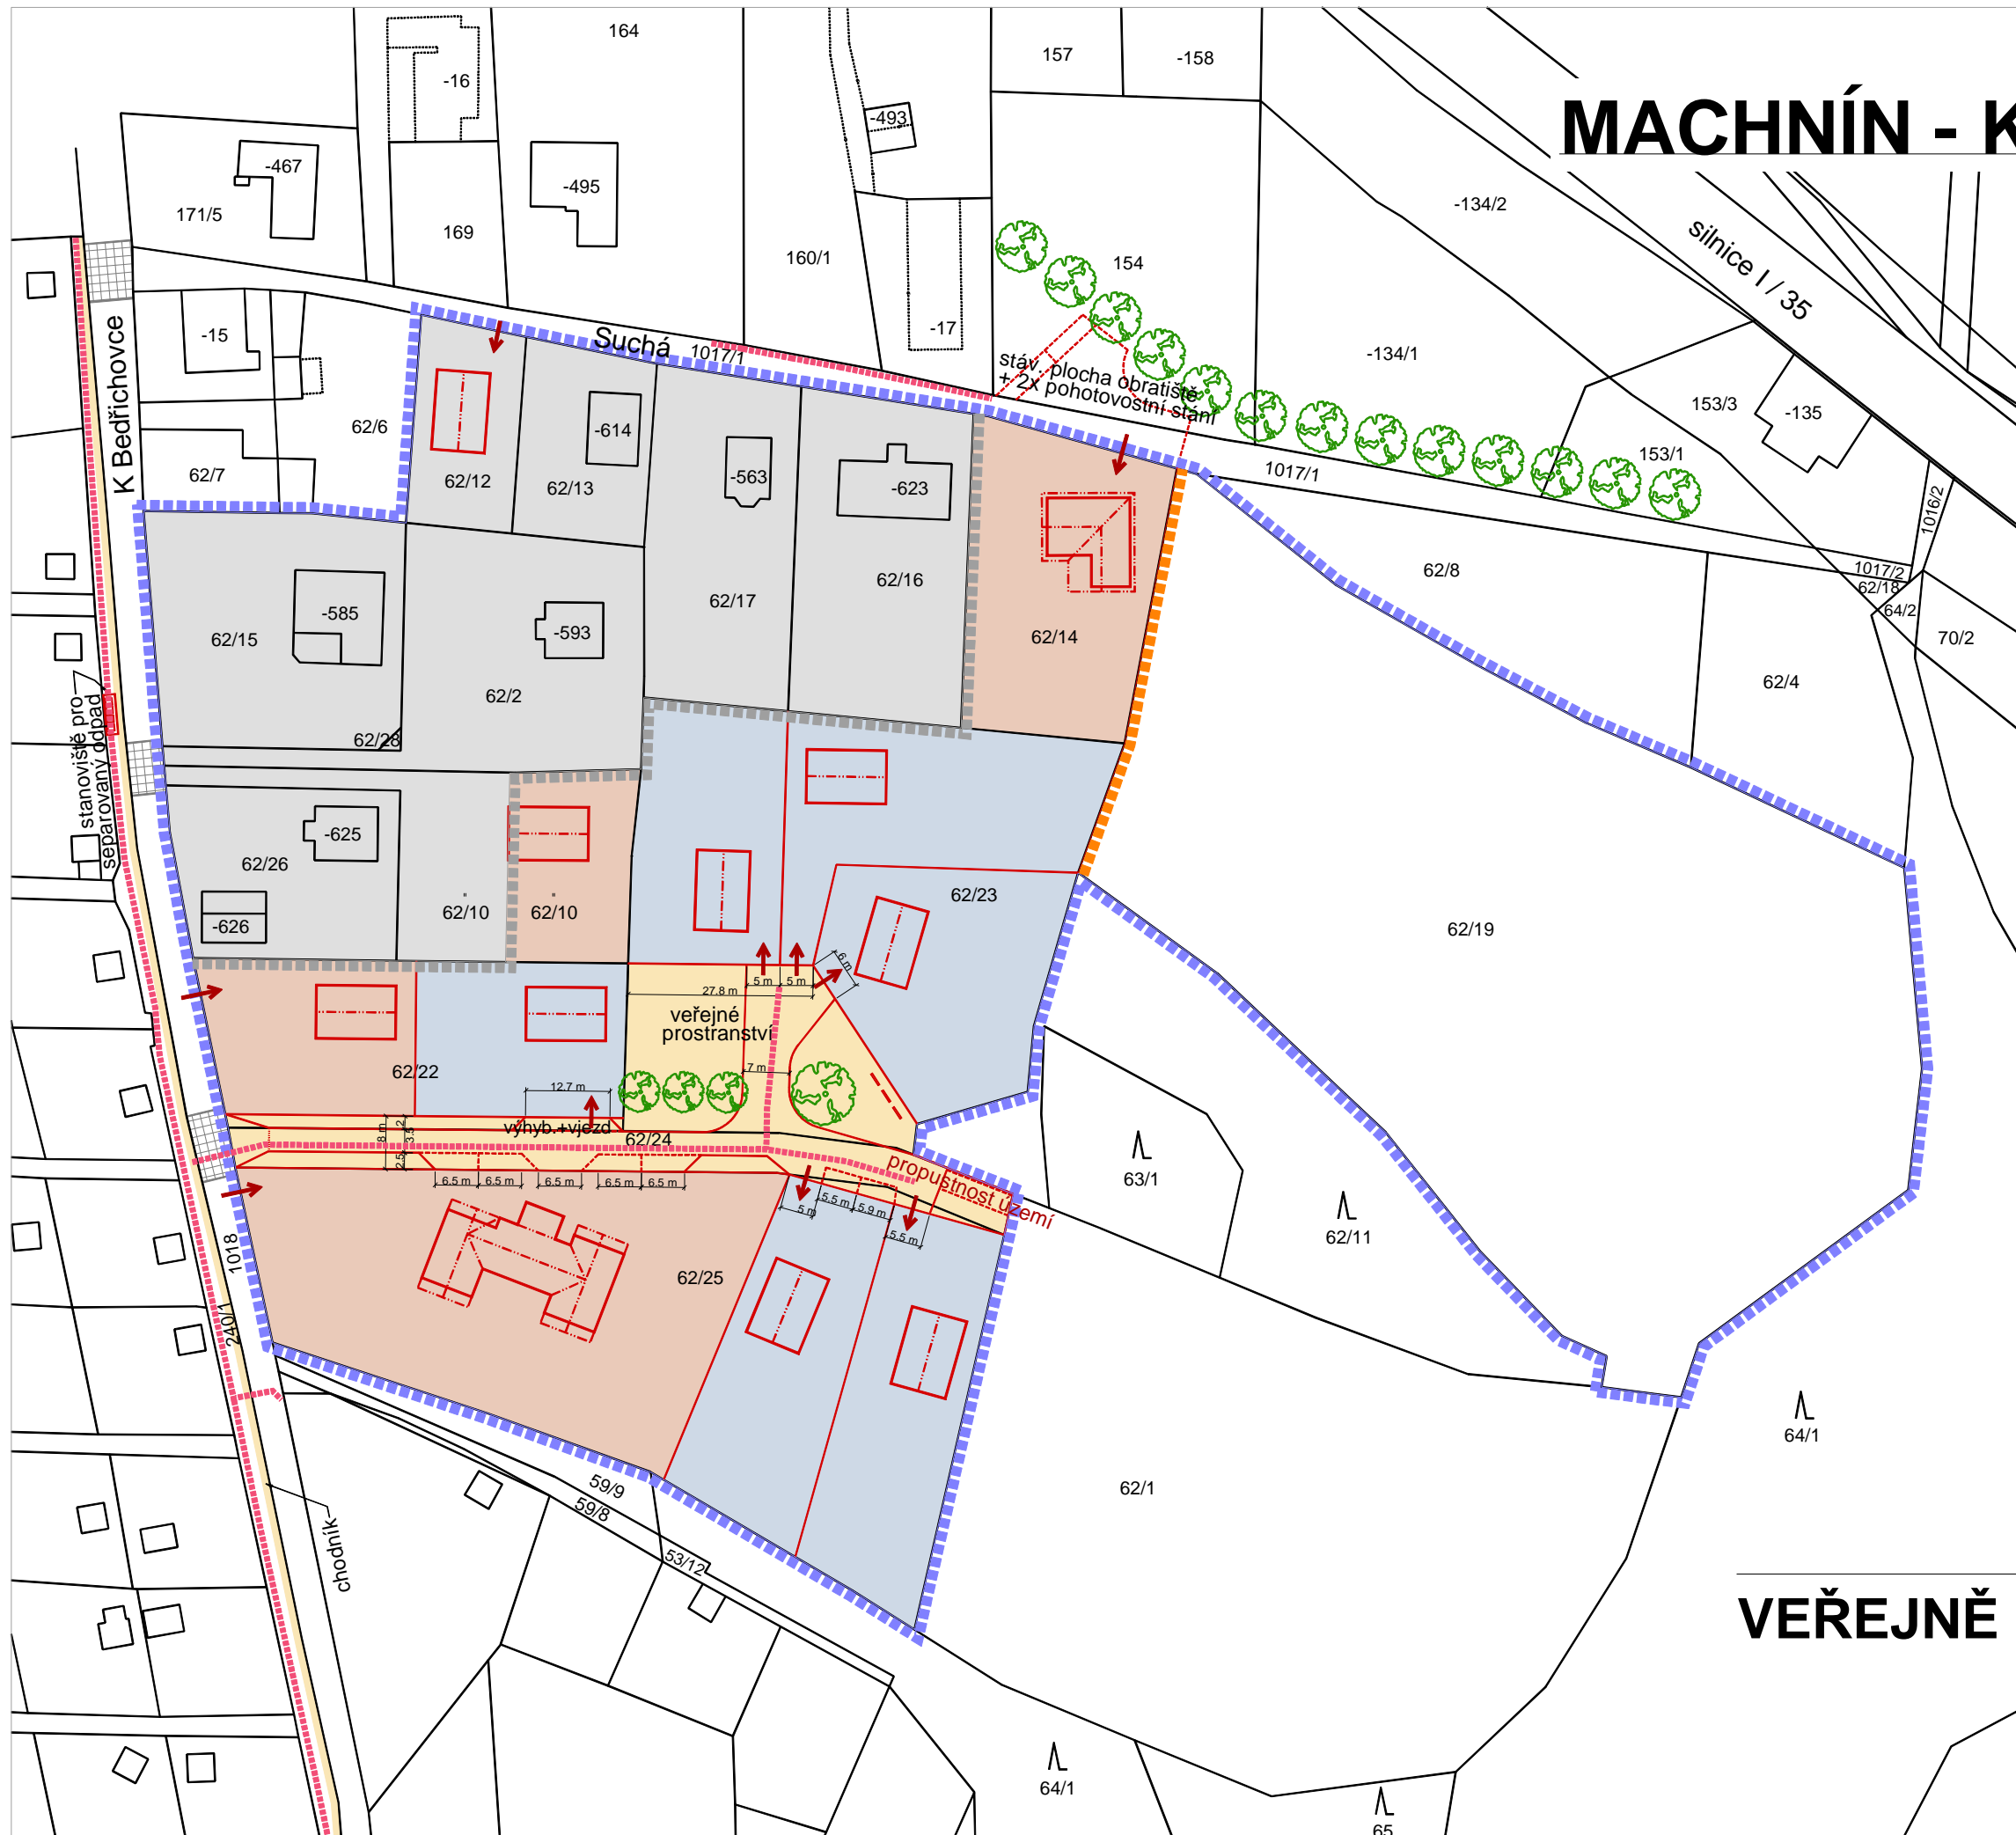 164
157
-158
-16
MACHNÍN - K
-493
-467
-495
171/5
169
-134/2
silnice I / 35
160/1
154
-15
-17
K Bedřichovce
Suchá
1017/1
stáv. plocha obratiště
+ 2x pohotovostní stání
-134/1
153/3
-135
62/6
62/7
62/12
-614
62/13
-563
-623
153/1
1017/1
1016/2
62/16
62/8
1017/2
62/18
64/2
62/17
-585
-593
62/15
62/14
70/2
62/2
62/4
62/28
stanoviště pro
separovaný odpad
-625
62/26
62/23
-626
62/10
62/10
62/19
6 m
5 m
5 m
27.8 m
veřejné
prostranství
62/22
7 m
12.7 m
výhyb.+vjezd
62/24
8 m
2
3.5
2.5
propustnost území
63/1
6.5 m
6.5 m
6.5 m
6.5 m
6.5 m
5 m
5.5 m
5.9 m
5.5 m
62/11
1018
240/1
62/25
64/1
59/9
59/8
62/1
53/12
chodník
VEŘEJNĚ
64/1
65